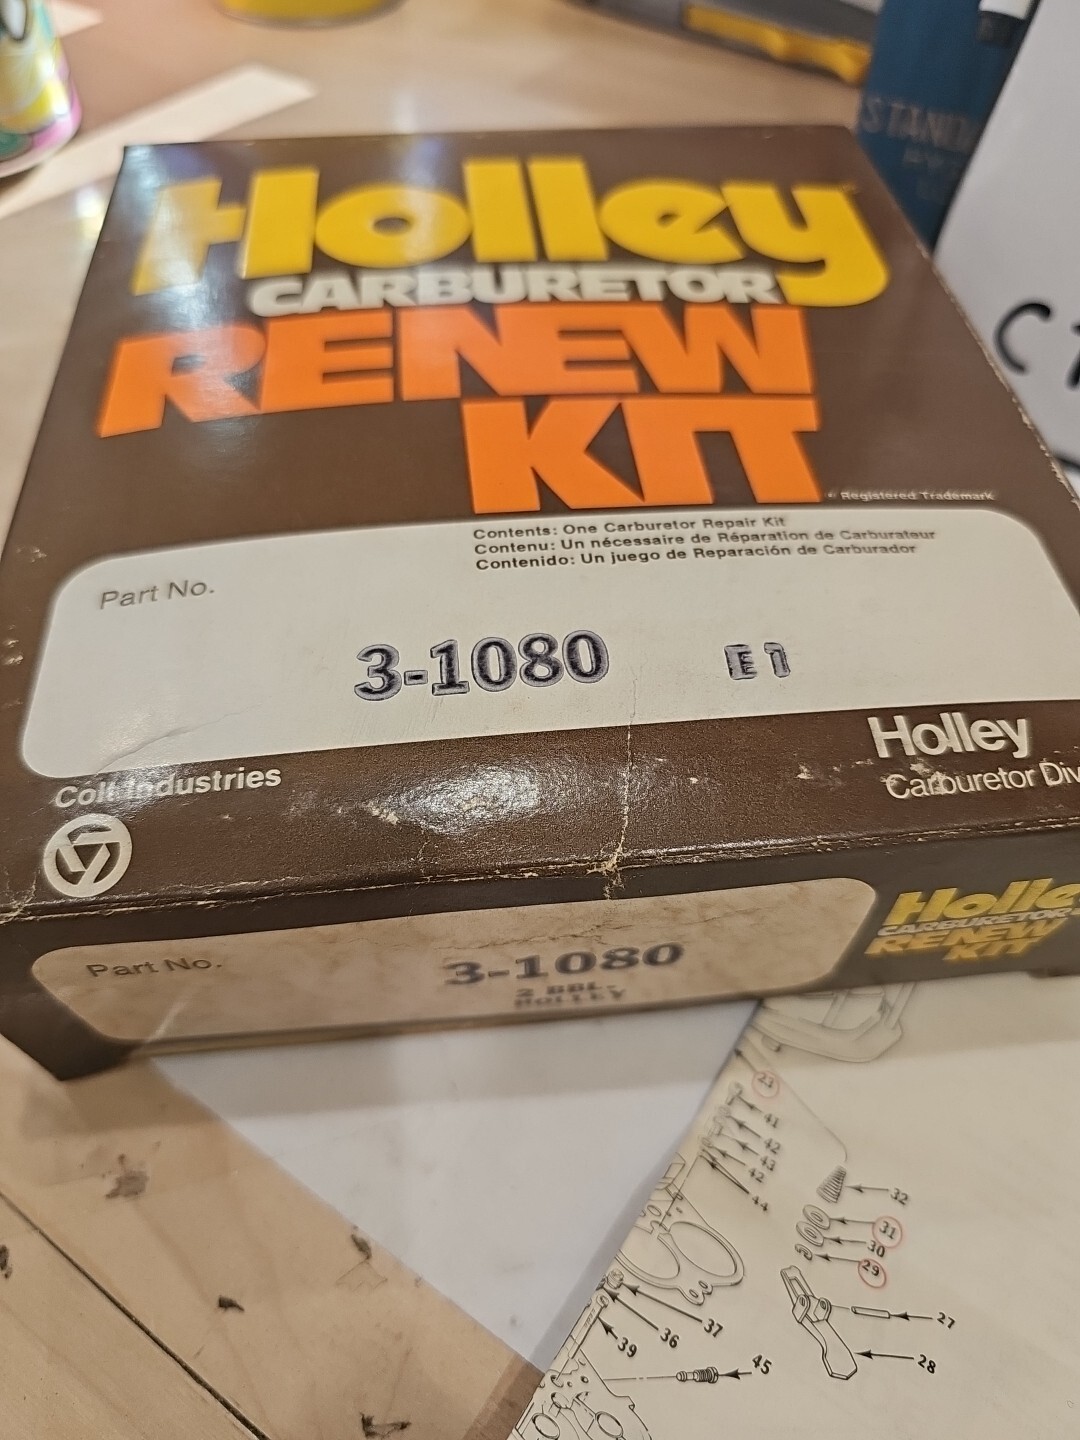 Holley
CARBURETOR
RENEW
KIT
Registered Trademark
Contents: One Carburetor Repair Kit
Contenu: Un nécessaire de Réparation de Carburateur
Contenido: Un juego de Reparación de Carburador
Part No.
3-1080 E1
Holley
Carburetor Div
Colt Industries
Part No.
3-1080
2 BBL-
HOLLEY
Holle
CARBURETOR
RENEW
KIT
STAND
C
23
41
42
43
42
44
32
31
30
29
27
28
37
36
39
45